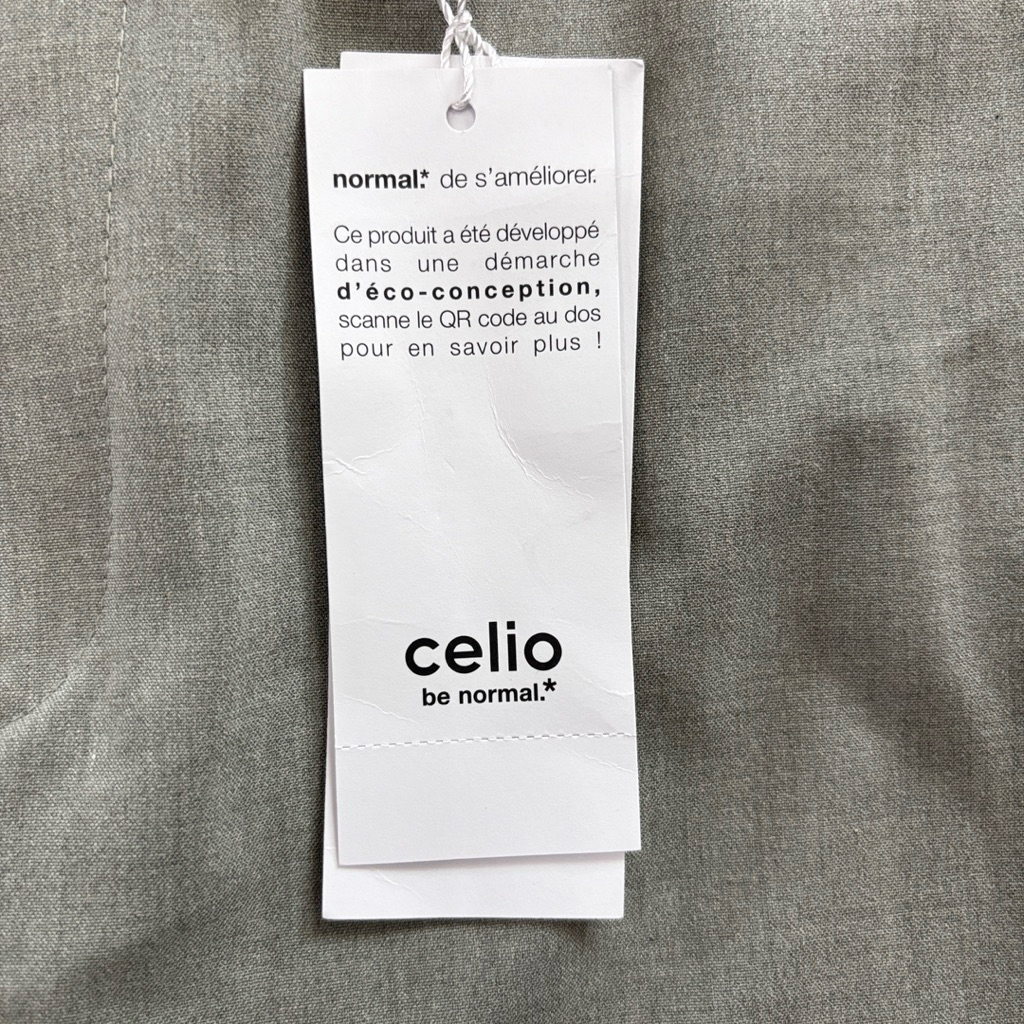 normal.* de s'améliorer.
Ce produit a été développé
dans une démarche
d'éco-conception,
scanne le QR code au dos
pour en savoir plus !
celio
be normal.*